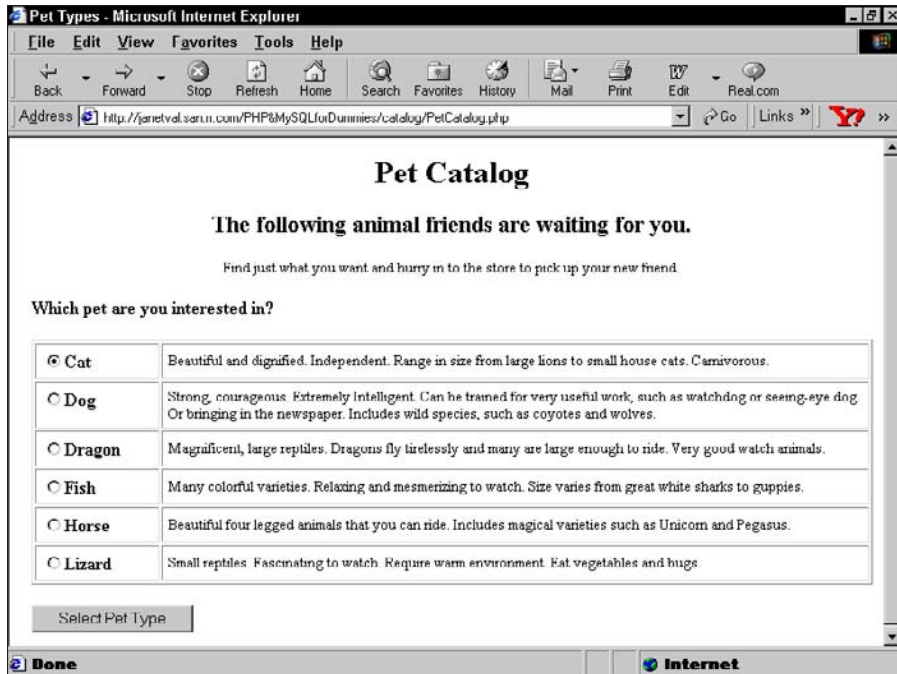 Pet Types - Microsoft Internet Explorer
File Edit View Favorites Tools Help
Back Forward Stop Refresh Home Search Favorites History Mail Print Edit Real.com
Address http://janetval.san.rr.com/PHP&MySQLforDummies/catalog/PetCatalog.php Go Links »
Pet Catalog
The following animal friends are waiting for you.
Find just what you want and hurry in to the store to pick up your new friend.
Which pet are you interested in?
Cat Beautiful and dignified. Independent. Range in size from large lions to small house cats. Carnivorous.
Dog Strong, courageous. Extremely Intelligent. Can be trained for very useful work, such as watchdog or seeing-eye dog.
Or bringing in the newspaper. Includes wild species, such as coyotes and wolves.
Dragon Magnificent, large reptiles. Dragons fly tirelessly and many are large enough to ride. Very good watch animals.
Fish Many colorful varieties. Relaxing and mesmerizing to watch. Size varies from great white sharks to guppies.
Horse Beautiful four legged animals that you can ride. Includes magical varieties such as Unicorn and Pegasus.
Lizard Small reptiles. Fascinating to watch. Require warm environment. Eat vegetables and bugs.
Select Pet Type
Done Internet